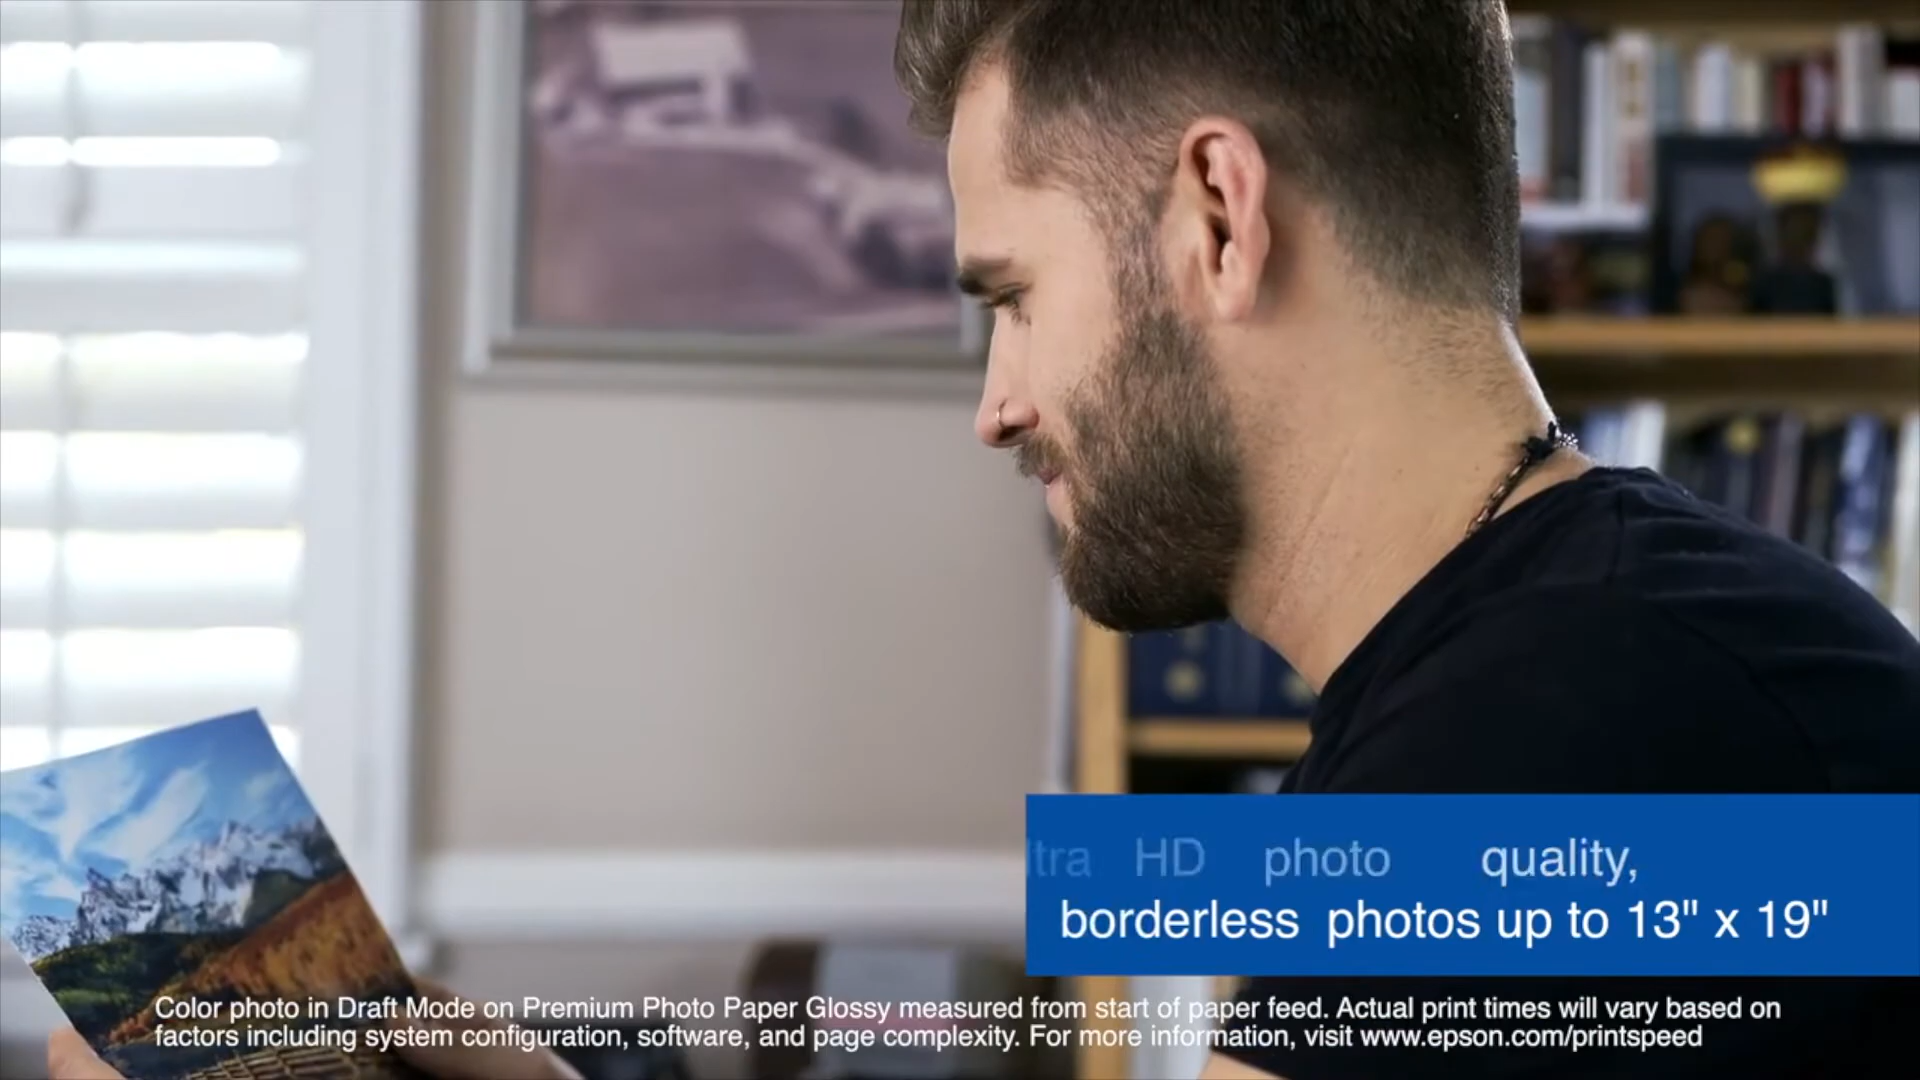 ltra HD photo quality,
borderless photos up to 13" x 19"
Color photo in Draft Mode on Premium Photo Paper Glossy measured from start of paper feed. Actual print times will vary based on
factors including system configuration, software, and page complexity. For more information, visit www.epson.com/printspeed